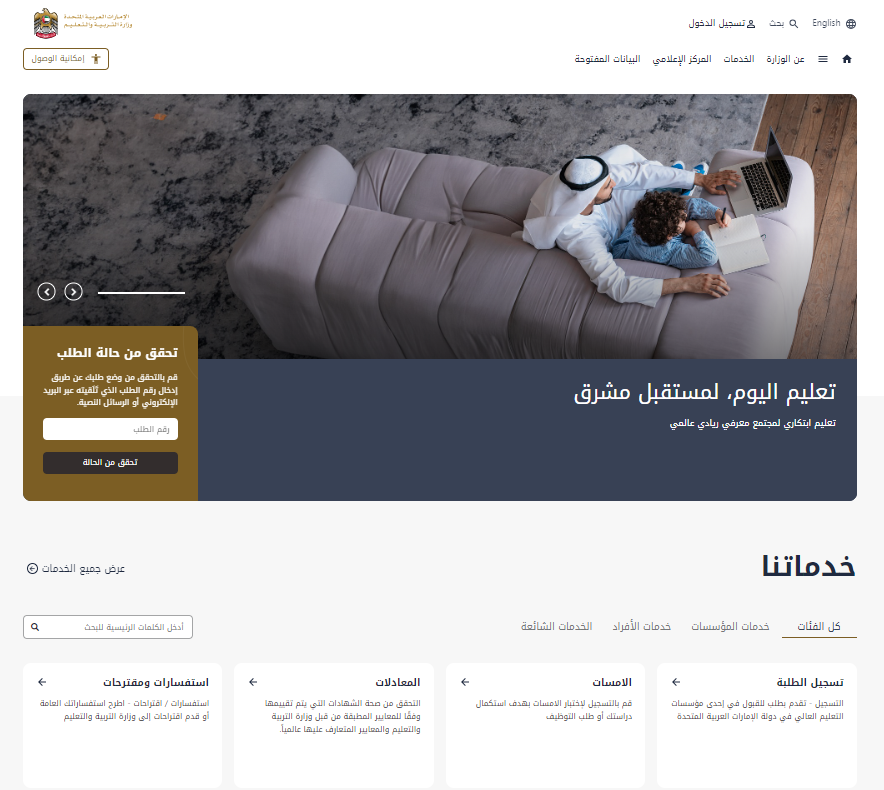 الإمارات العربية المتحدة
وزارة التربية والتعليم
English
بحث
تسجيل الدخول
عن الوزارة
الخدمات
المركز الإعلامي
البيانات المفتوحة
إمكانية الوصول
تعليم اليوم، لمستقبل مشرق
تعليم ابتكاري لمجتمع معرفي ريادي عالمي
تحقق من حالة الطلب
قم بالتحقق من وضع طلبك عن طريق
إدخال رقم الطلب الذي تلّقيته عبر البريد
الإلكتروني أو الرسائل النصية.
رقم الطلب
تحقق من الحالة
خدماتنا
عرض جميع الخدمات
كل الفئات
خدمات المؤسسات
خدمات الأفراد
الخدمات الشائعة
أدخل الكلمات الرئيسية للبحث
تسجيل الطلبة
التسجيل - تقدم بطلب للقبول في إحدى مؤسسات
التعليم العالي في دولة الإمارات العربية المتحدة
الامسات
قم بالتسجيل لإختبار الامسات بهدف استكمال
دراستك أو طلب التوظيف
المعادلات
التحقق من صحة الشهادات التي يتم تقييمها
وفقًا للمعايير المطبقة من قبل وزارة التربية
والتعليم والمعايير المتعارف عليها عالمياً.
استفسارات ومقترحات
استفسارات / اقتراحات - اطرح استفساراتك العامة
أو قدم اقتراحات إلى وزارة التربية والتعليم